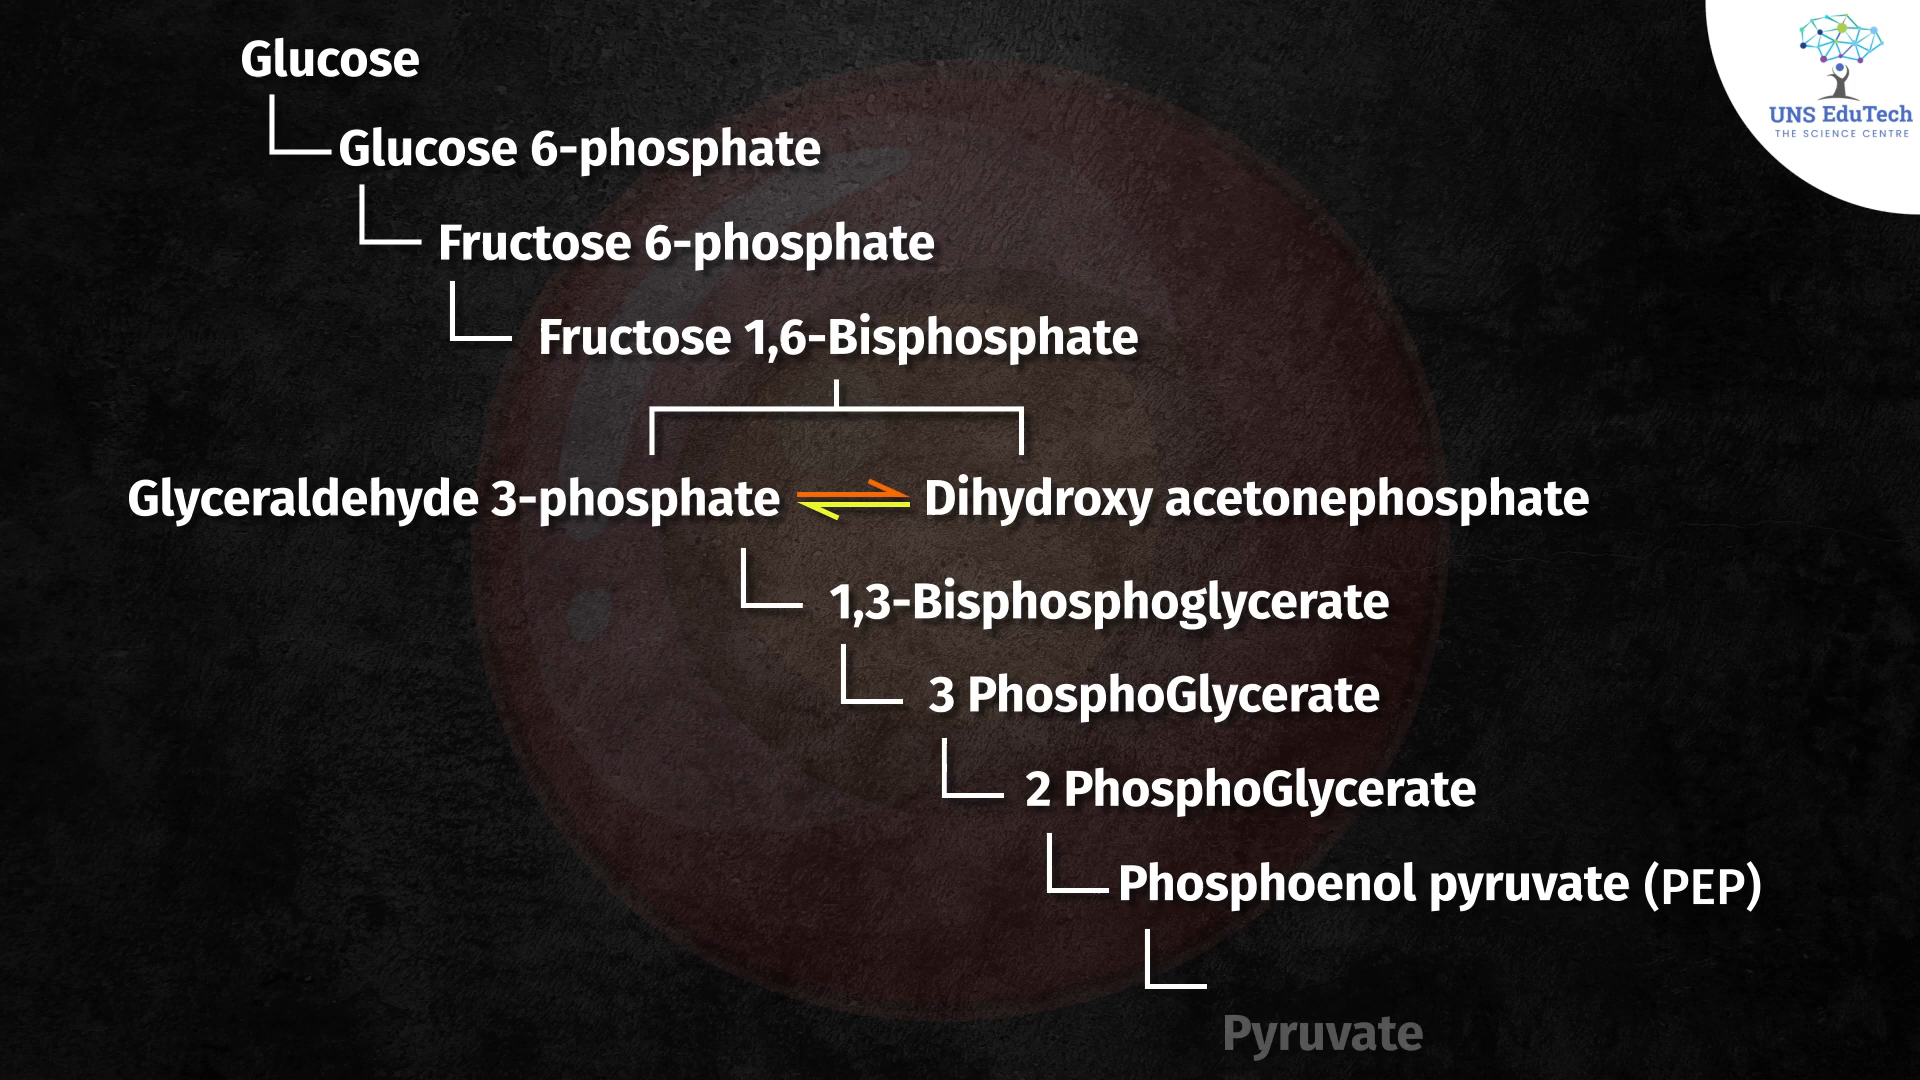 Glucose
UNS EduTech
THE SCIENCE CENTRE
Glucose 6-phosphate
Fructose 6-phosphate
Fructose 1,6-Bisphosphate
Glyceraldehyde 3-phosphate
Dihydroxy acetonephosphate
1,3-Bisphosphoglycerate
3 PhosphoGlycerate
2 PhosphoGlycerate
Phosphoenol pyruvate (PEP)
Pyruvate